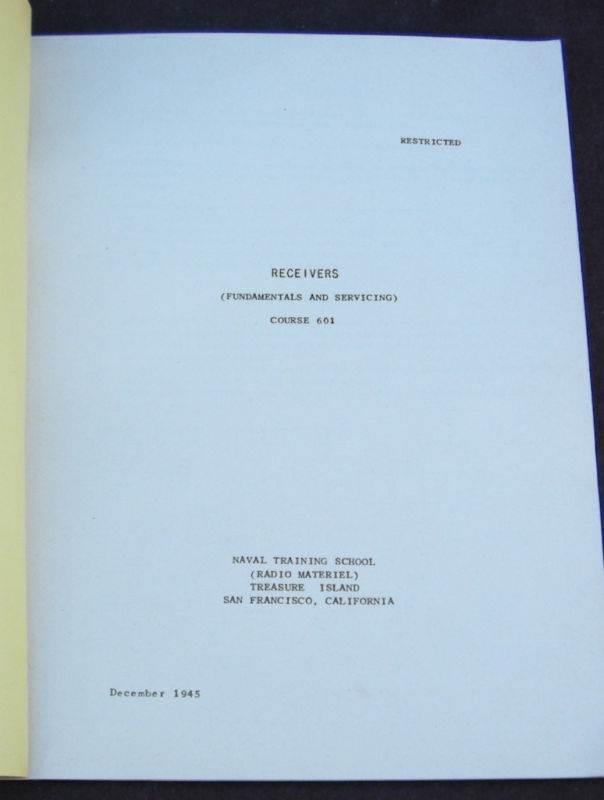 RESTRICTED
RECEIVERS
(FUNDAMENTALS AND SERVICING)
COURSE 601
NAVAL TRAINING SCHOOL
(RADIO MATERIEL)
TREASURE ISLAND
SAN FRANCISCO, CALIFORNIA
December 1945